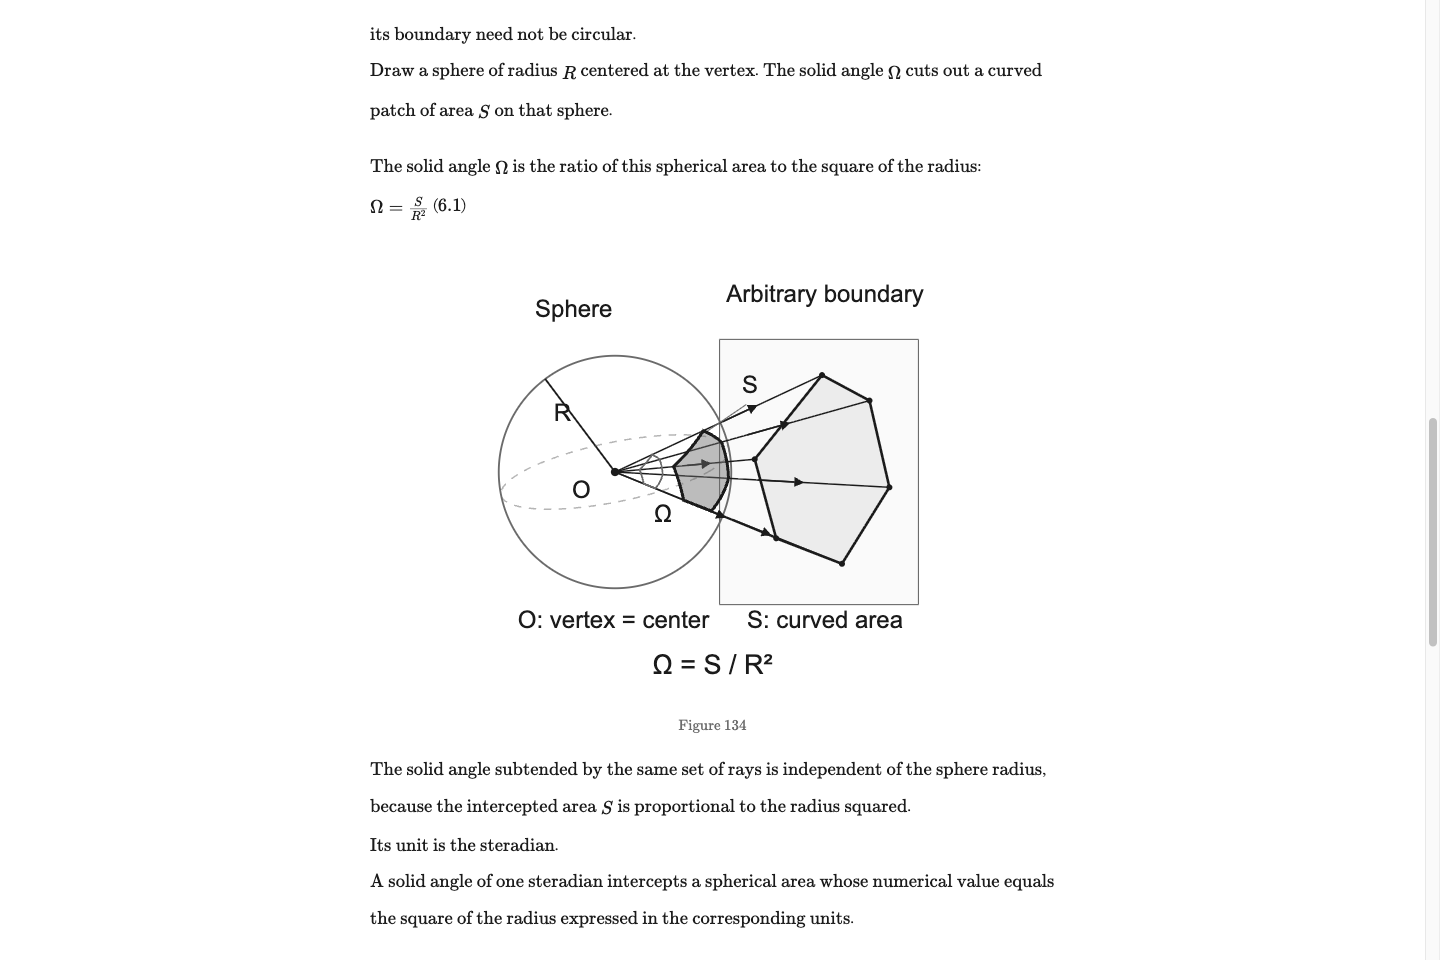 its boundary need not be circular.
Draw a sphere of radius R centered at the vertex. The solid angle Ω cuts out a curved
patch of area S on that sphere.
The solid angle Ω is the ratio of this spherical area to the square of the radius:
Ω = S/R² (6.1)
Arbitrary boundary
Sphere
S
R
O
Ω
O: vertex = center
S: curved area
Ω = S / R²
Figure 134
The solid angle subtended by the same set of rays is independent of the sphere radius,
because the intercepted area S is proportional to the radius squared.
Its unit is the steradian.
A solid angle of one steradian intercepts a spherical area whose numerical value equals
the square of the radius expressed in the corresponding units.